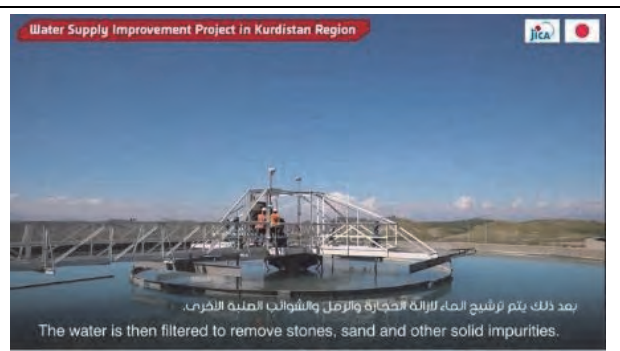 Water Supply Improvement Project in Kurdistan Region
jICA
بعد ذلك يتم ترشيح الماء لازالة الحجارة والرمل والشوائب الصلبة الأخرى.
The water is then filtered to remove stones, sand and other solid impurities.